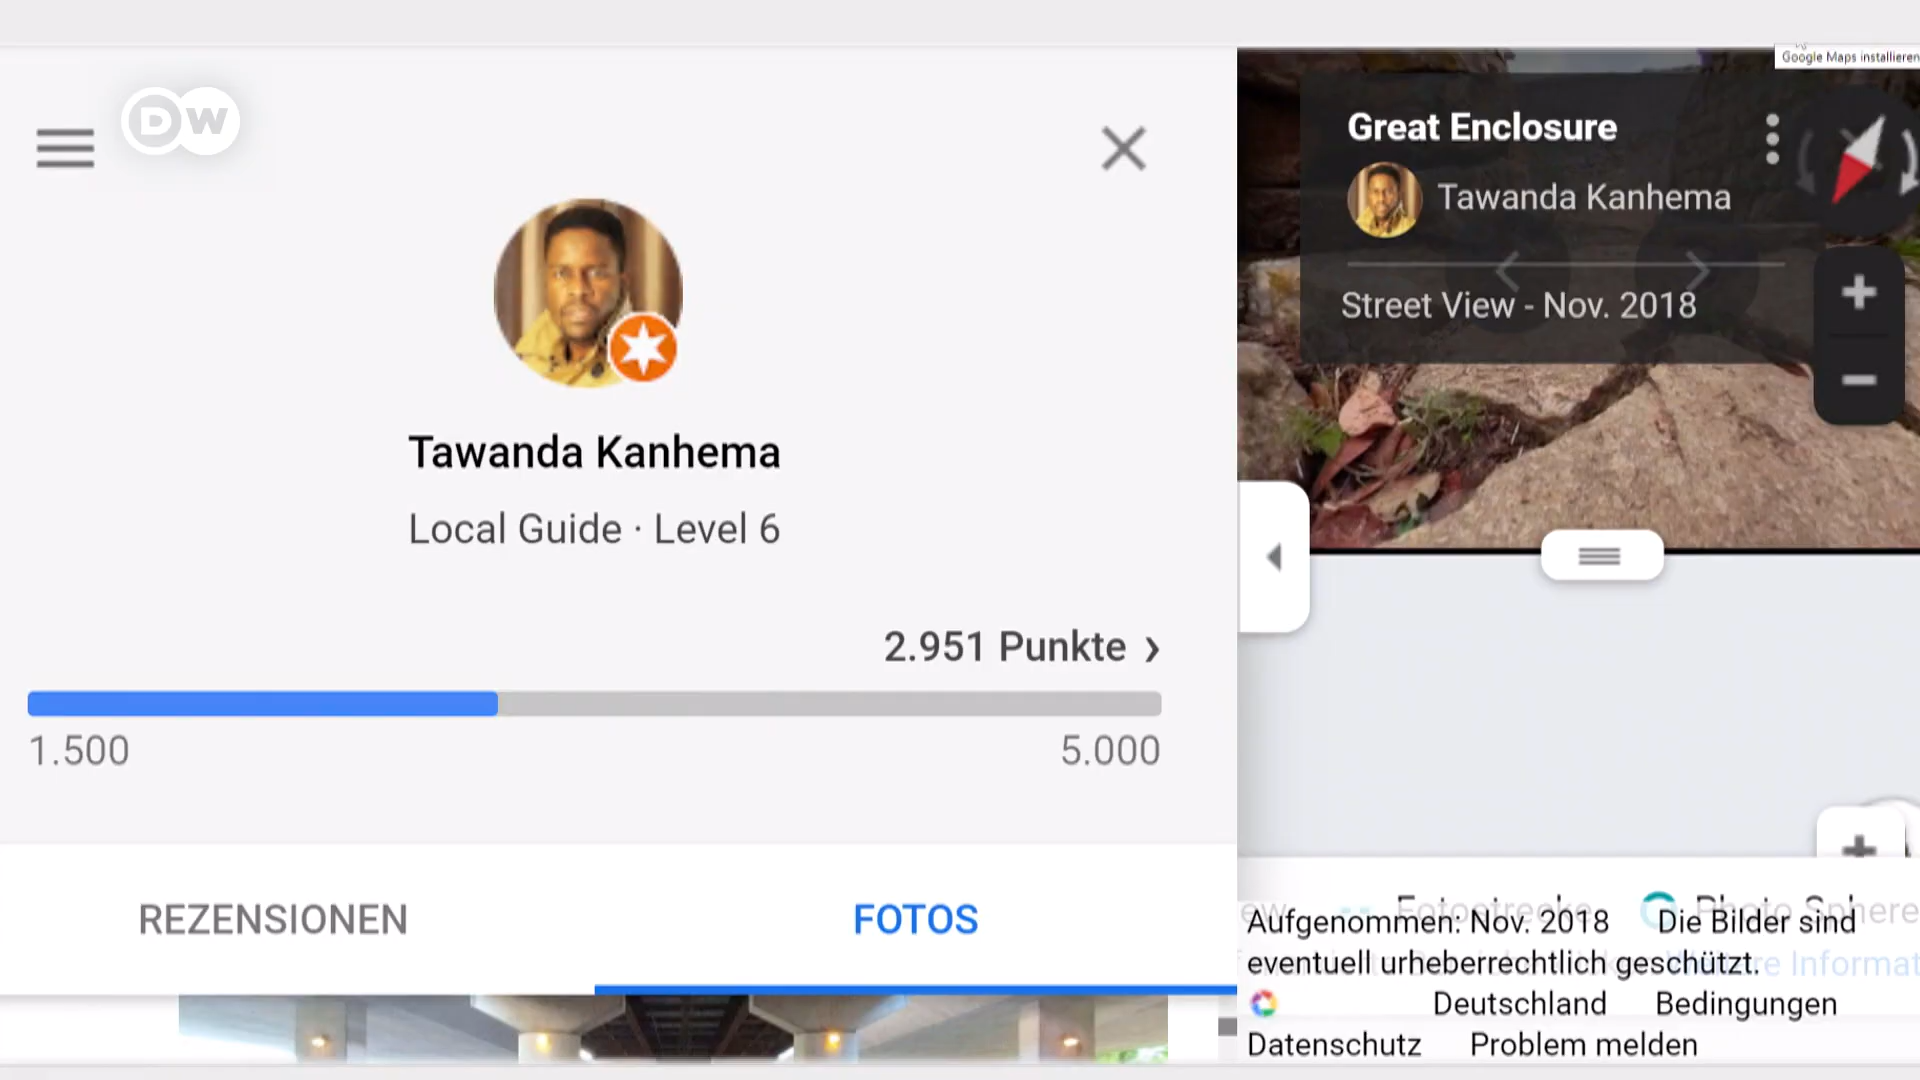 DW
Tawanda Kanhema
Local Guide · Level 6
2.951 Punkte
1.500
5.000
REZENSIONEN
FOTOS
Google Maps installieren
Great Enclosure
Tawanda Kanhema
Street View - Nov. 2018
Photo Sphere
Aufgenommen: Nov. 2018 Die Bilder sind
eventuell urheberrechtlich geschützt.
Deutschland Bedingungen
Datenschutz Problem melden